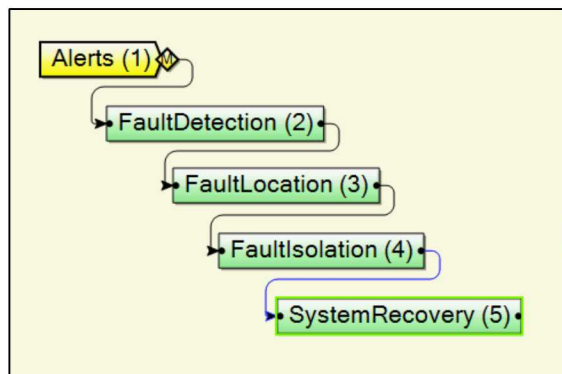 Alerts (1) M
FaultDetection (2)
FaultLocation (3)
FaultIsolation (4)
SystemRecovery (5)